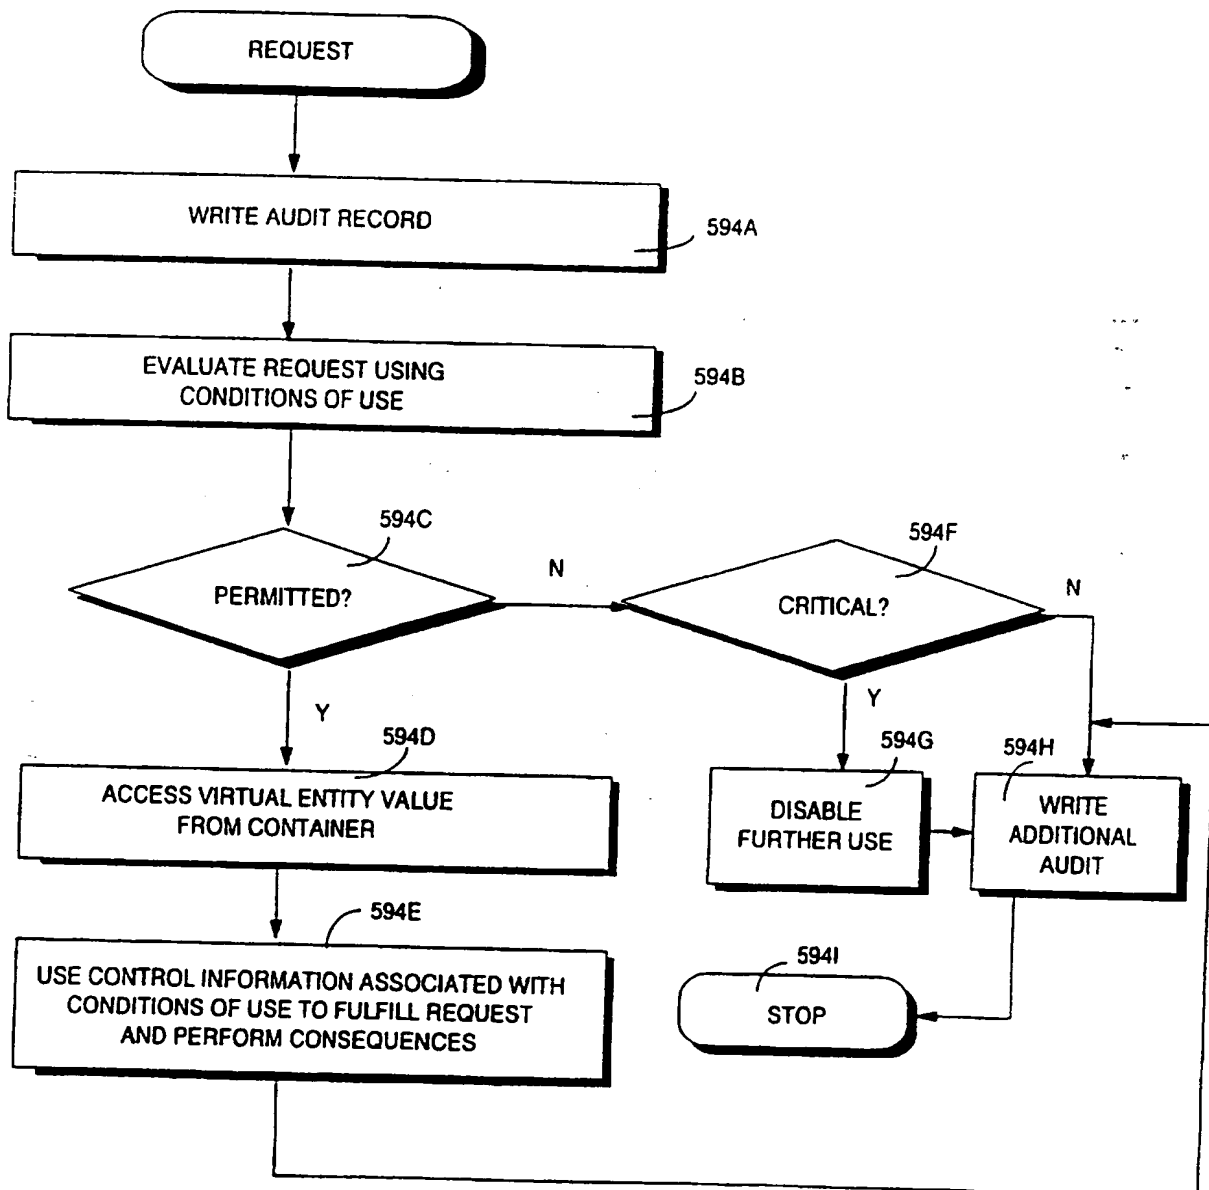 REQUEST
WRITE AUDIT RECORD
594A
EVALUATE REQUEST USING
CONDITIONS OF USE
594B
594C
PERMITTED?
N
594F
CRITICAL?
N
Y
Y
594D
ACCESS VIRTUAL ENTITY VALUE
FROM CONTAINER
594G
DISABLE
FURTHER USE
594H
WRITE
ADDITIONAL
AUDIT
594E
USE CONTROL INFORMATION ASSOCIATED WITH
CONDITIONS OF USE TO FULFILL REQUEST
AND PERFORM CONSEQUENCES
594I
STOP